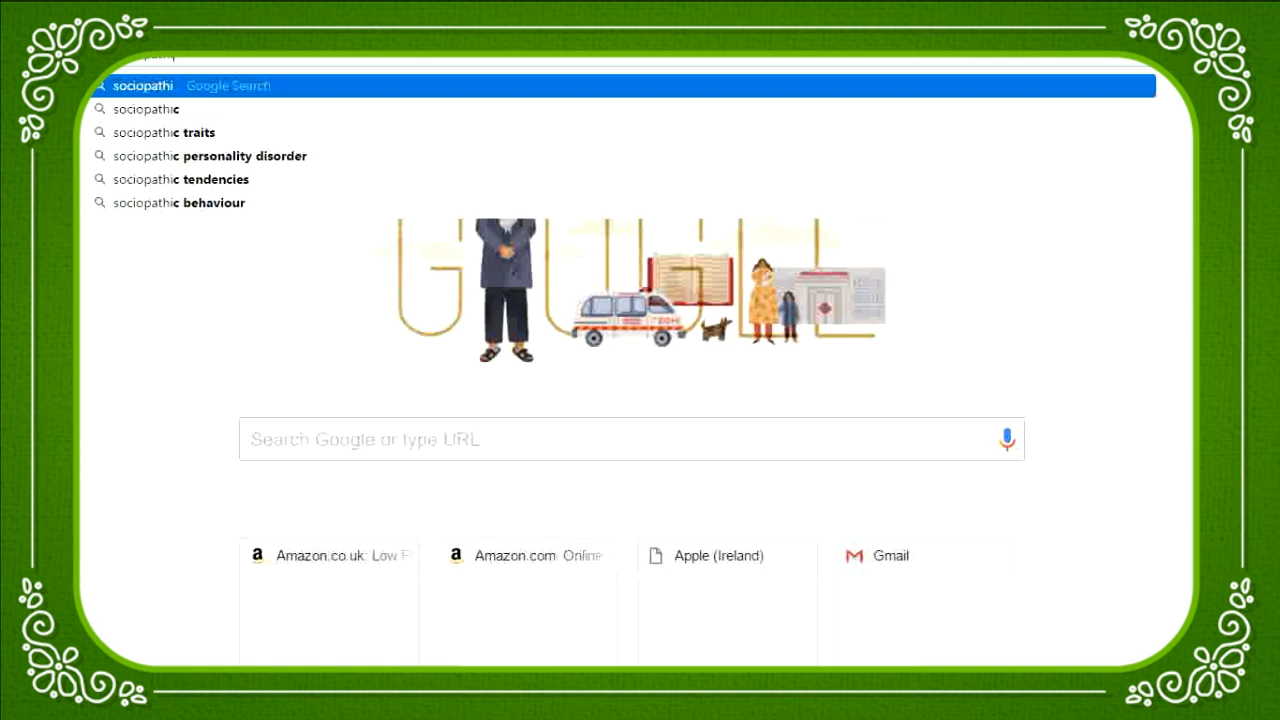 sociopathi Google Search
sociopathic
sociopathic traits
sociopathic personality disorder
sociopathic tendencies
sociopathic behaviour
Search Google or type URL
Amazon.co.uk: Low
Amazon.com Online
Apple (Ireland)
Gmail